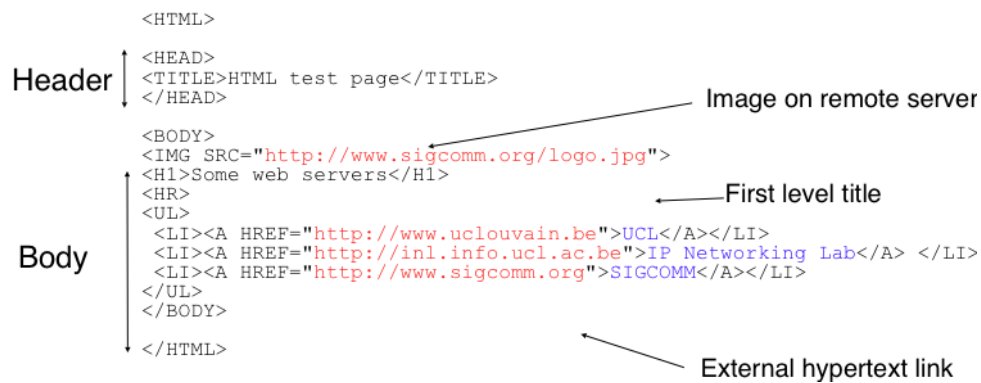 <HTML>
<HEAD>
Header
<TITLE>HTML test page</TITLE>
</HEAD>
Image on remote server
<BODY>
<IMG SRC="http://www.sigcomm.org/logo.jpg">
<H1>Some web servers</H1>
<HR>
First level title
<UL>
<LI><A HREF="http://www.uclouvain.be">UCL</A></LI>
<LI><A HREF="http://inl.info.ucl.ac.be">IP Networking Lab</A> </LI>
Body
<LI><A HREF="http://www.sigcomm.org">SIGCOMM</A></LI>
</UL>
</BODY>
</HTML>
External hypertext link